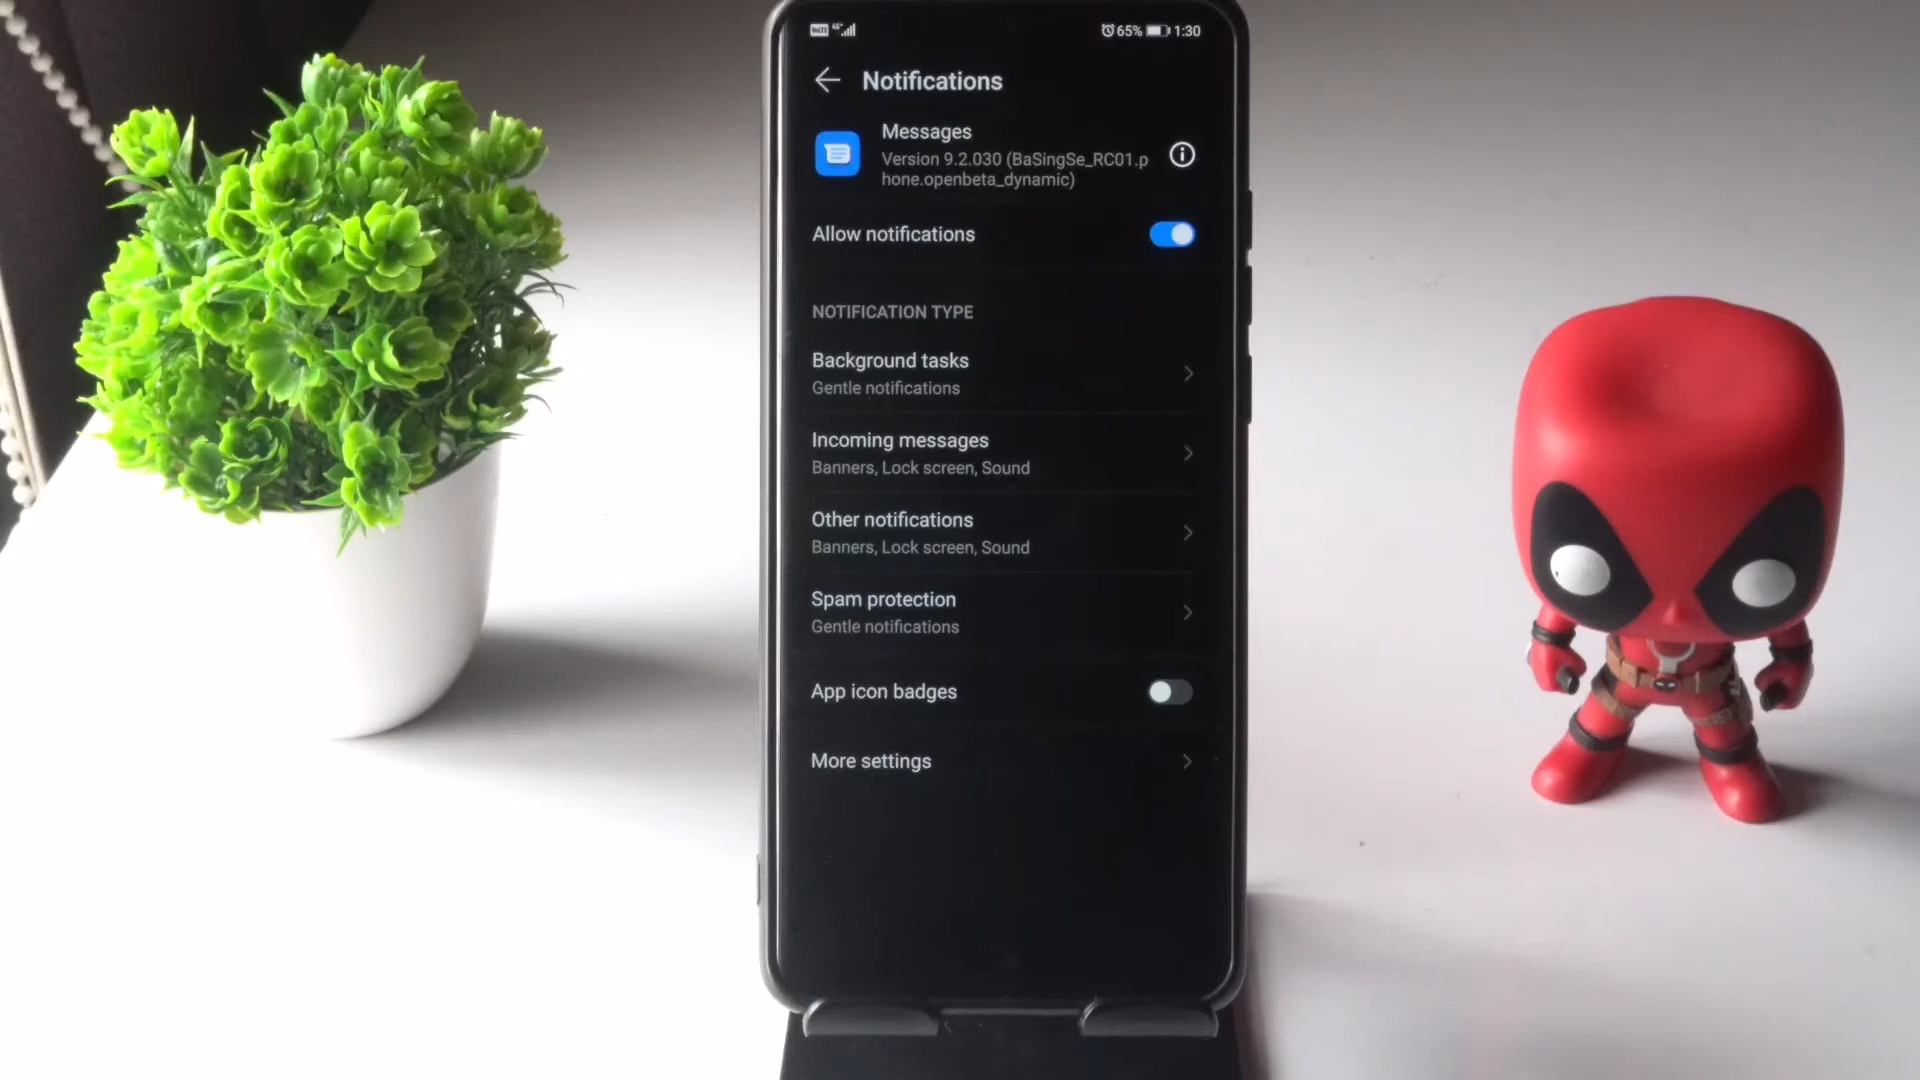 VoLTE 4G+ 65% 1:30
Notifications
Messages
Version 9.2.030 (BaSingSe_RC01.p
hone.openbeta_dynamic)
Allow notifications
NOTIFICATION TYPE
Background tasks
Gentle notifications
Incoming messages
Banners, Lock screen, Sound
Other notifications
Banners, Lock screen, Sound
Spam protection
Gentle notifications
App icon badges
More settings